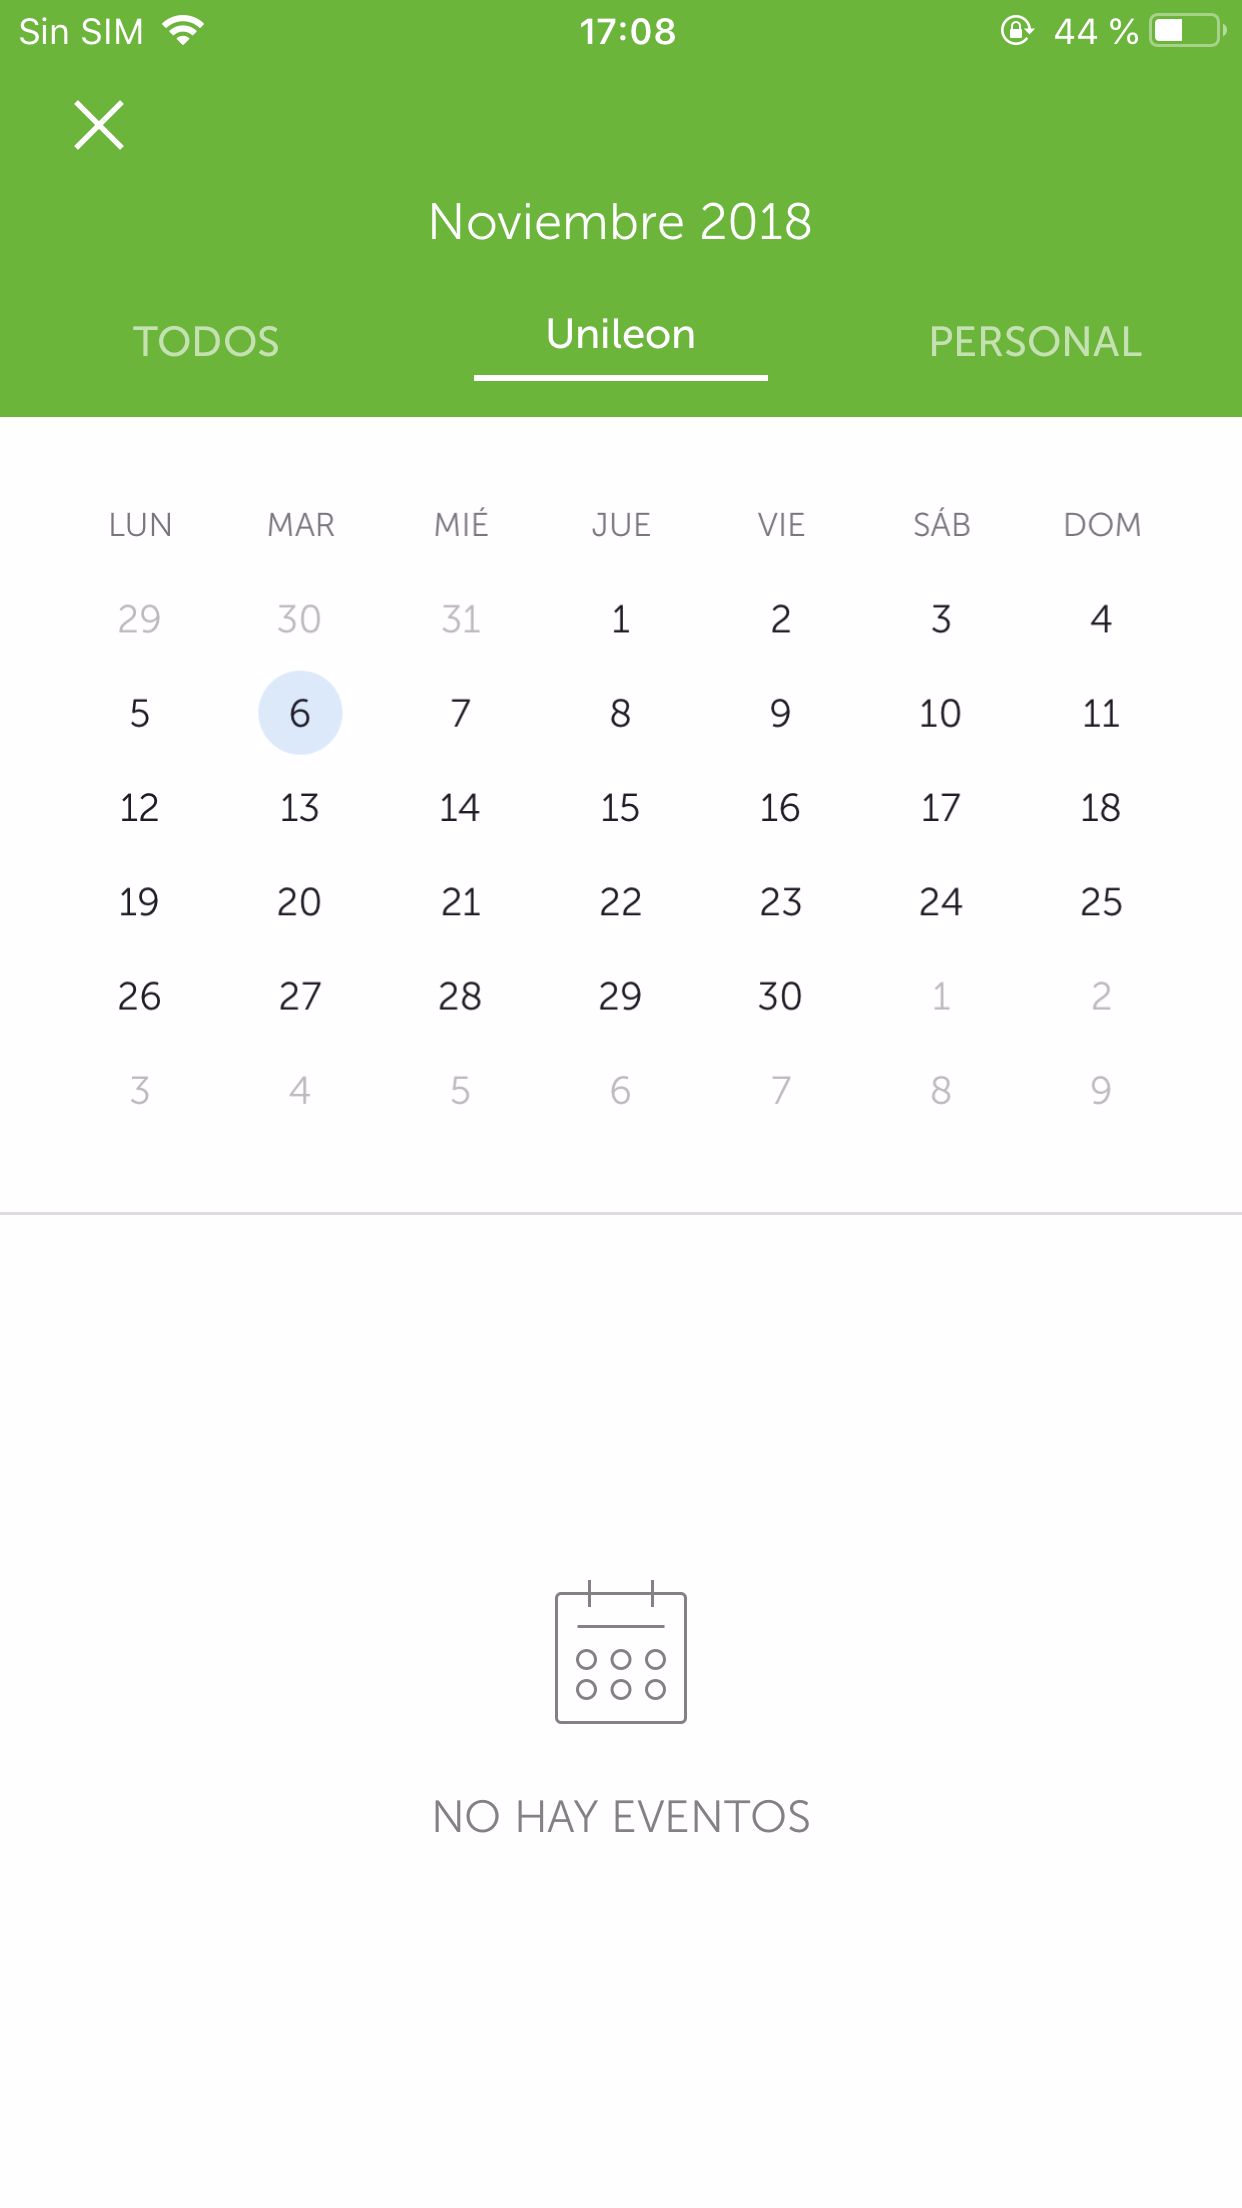 Sin SIM 17:08 44 %
Noviembre 2018
TODOS Unileon PERSONAL
LUN MAR MIÉ JUE VIE SÁB DOM
29 30 31 1 2 3 4
5 6 7 8 9 10 11
12 13 14 15 16 17 18
19 20 21 22 23 24 25
26 27 28 29 30 1 2
3 4 5 6 7 8 9
NO HAY EVENTOS